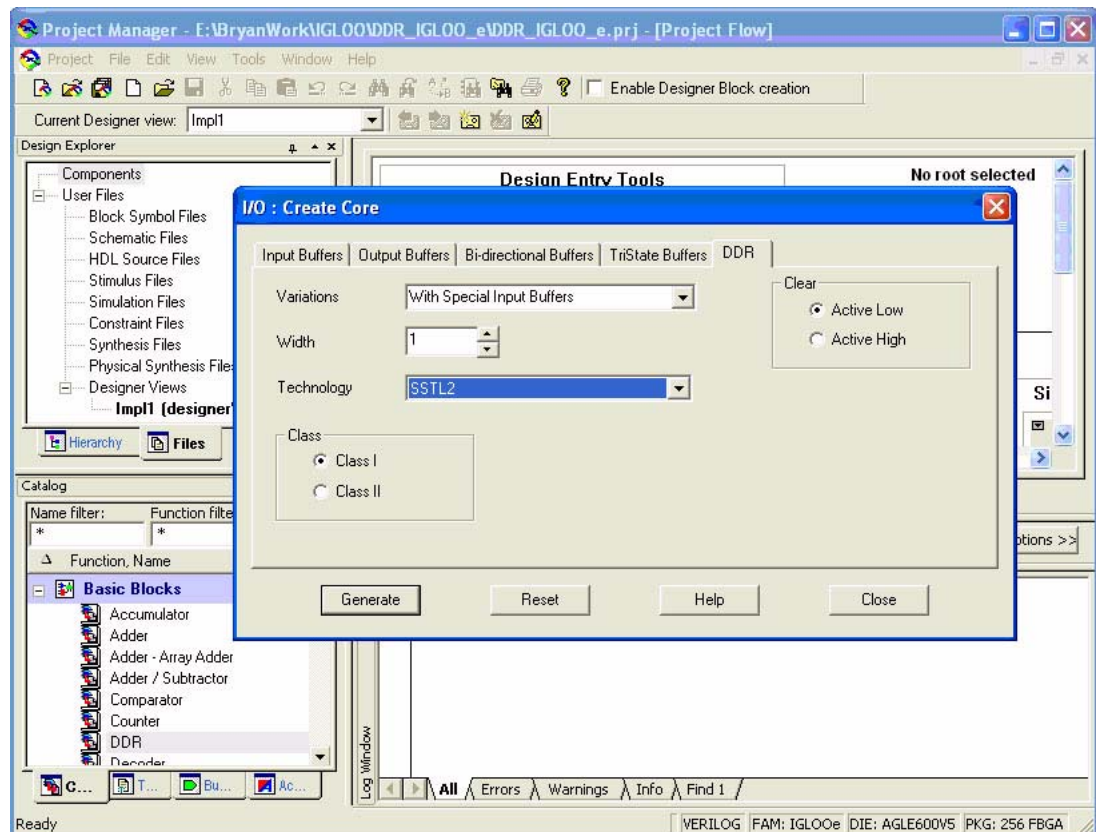 Project Manager - E:\BryanWork\IGLOO\DDR_IGLOO_e\DDR_IGLOO_e.prj - [Project Flow]
Project File Edit View Tools Window Help
Enable Designer Block creation
Current Designer view: Impl1
Design Explorer
Components
User Files
Block Symbol Files
Schematic Files
HDL Source Files
Stimulus Files
Simulation Files
Constraint Files
Synthesis Files
Physical Synthesis File
Designer Views
Impl1 (designer
Hierarchy Files
Design Entry Tools
No root selected
Si
I/O : Create Core
Input Buffers Output Buffers Bi-directional Buffers TriState Buffers DDR
Variations With Special Input Buffers
Width 1
Technology SSTL2
Class
Class I
Class II
Clear
Active Low
Active High
Generate Reset Help Close
ptions >>
Catalog
Name filter: Function filte
* *
Function, Name
Basic Blocks
Accumulator
Adder
Adder - Array Adder
Adder / Subtractor
Comparator
Counter
DDR
Decoder
C... T... Bu... Ac...
Log Window
All Errors Warnings Info Find 1
Ready
VERILOG FAM: IGLOOe DIE: AGLE600V5 PKG: 256 FBGA